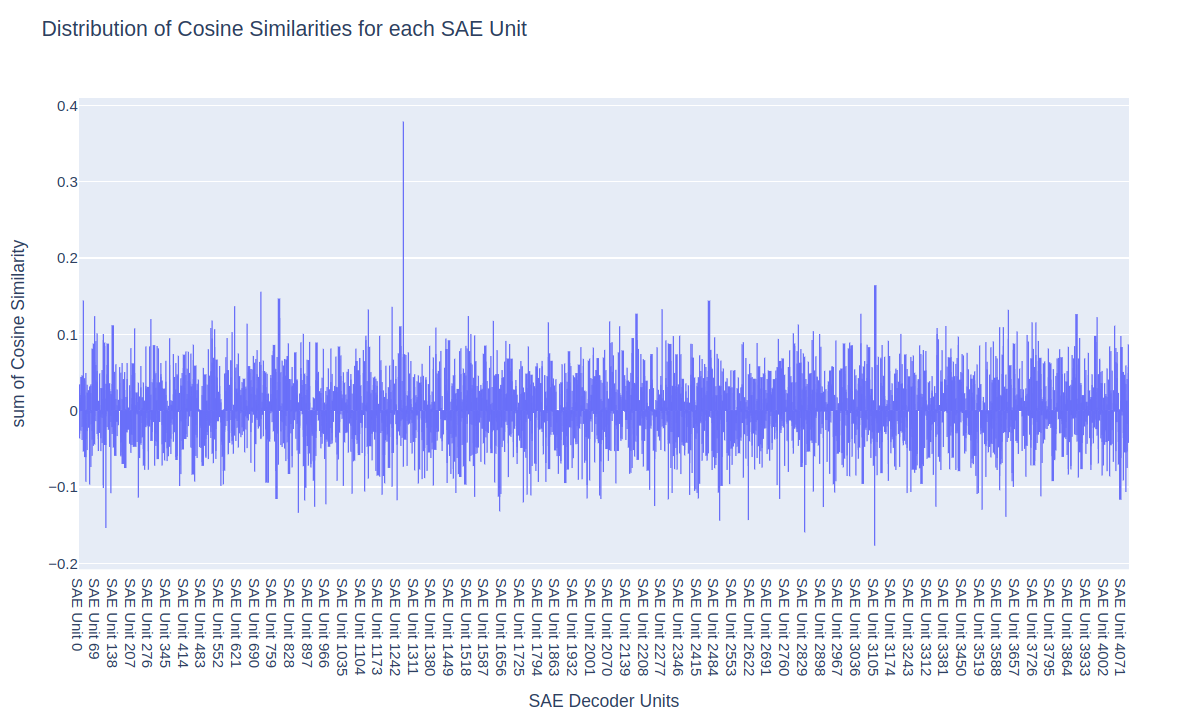 Distribution of Cosine Similarities for each SAE Unit
sum of Cosine Similarity
0.4
0.3
0.2
0.1
0
−0.1
−0.2
SAE Unit 0
SAE Unit 69
SAE Unit 138
SAE Unit 207
SAE Unit 276
SAE Unit 345
SAE Unit 414
SAE Unit 483
SAE Unit 552
SAE Unit 621
SAE Unit 690
SAE Unit 759
SAE Unit 828
SAE Unit 897
SAE Unit 966
SAE Unit 1035
SAE Unit 1104
SAE Unit 1173
SAE Unit 1242
SAE Unit 1311
SAE Unit 1380
SAE Unit 1449
SAE Unit 1518
SAE Unit 1587
SAE Unit 1656
SAE Unit 1725
SAE Unit 1794
SAE Unit 1863
SAE Unit 1932
SAE Unit 2001
SAE Unit 2070
SAE Unit 2139
SAE Unit 2208
SAE Unit 2277
SAE Unit 2346
SAE Unit 2415
SAE Unit 2484
SAE Unit 2553
SAE Unit 2622
SAE Unit 2691
SAE Unit 2760
SAE Unit 2829
SAE Unit 2898
SAE Unit 2967
SAE Unit 3036
SAE Unit 3105
SAE Unit 3174
SAE Unit 3243
SAE Unit 3312
SAE Unit 3381
SAE Unit 3450
SAE Unit 3519
SAE Unit 3588
SAE Unit 3657
SAE Unit 3726
SAE Unit 3795
SAE Unit 3864
SAE Unit 3933
SAE Unit 4002
SAE Unit 4071
SAE Decoder Units